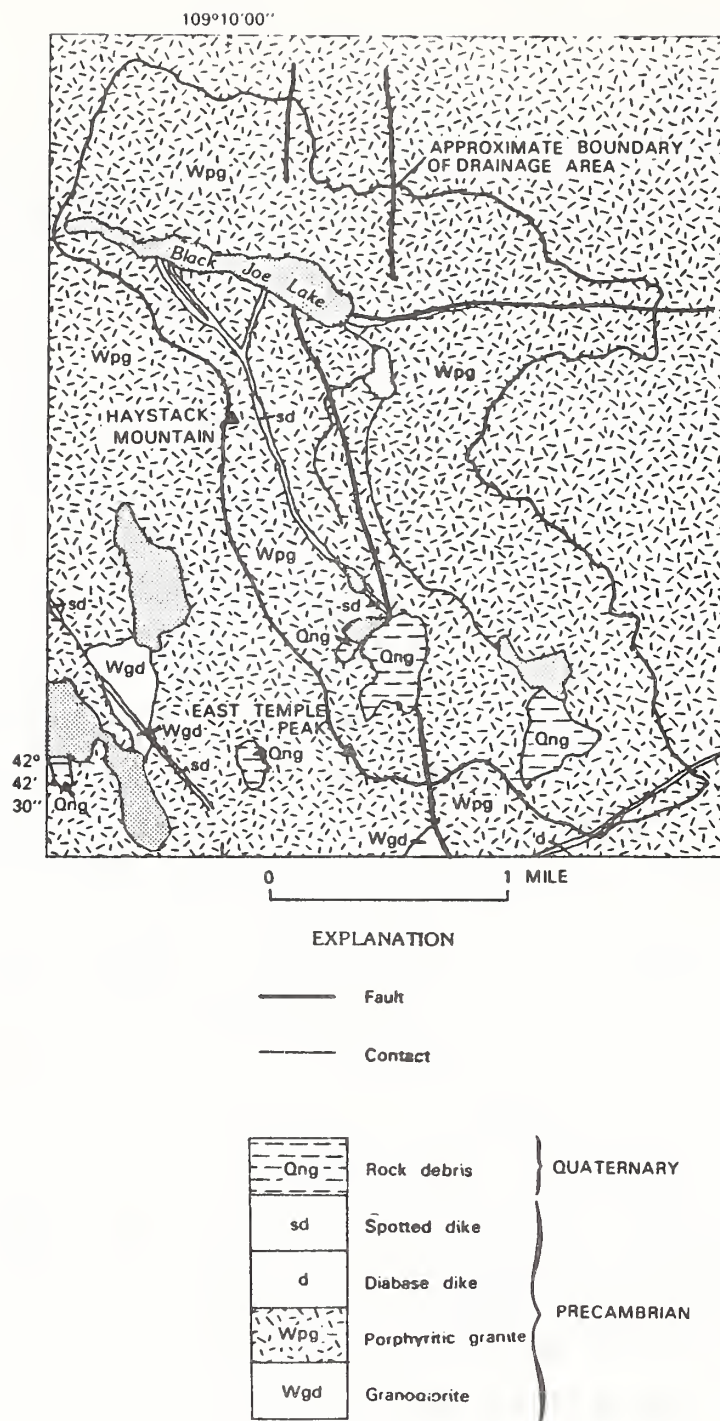 109°10'00"
APPROXIMATE BOUNDARY
OF DRAINAGE AREA
Wpg
Black Joe Lake
Wpg
Wpg
HAYSTACK
MOUNTAIN
sd
Wpg
sd
sd
Qng
Qng
Wgd
EAST TEMPLE
PEAK
Wgd
Qng
Qng
sd
42°
42'
30"
Qng
Wpg
Wgd
d
0 1 MILE
EXPLANATION
Fault
Contact
Qng Rock debris QUATERNARY
sd Spotted dike
d Diabase dike
PRECAMBRIAN
Wpg Porphyritic granite
Wgd Granodiorite